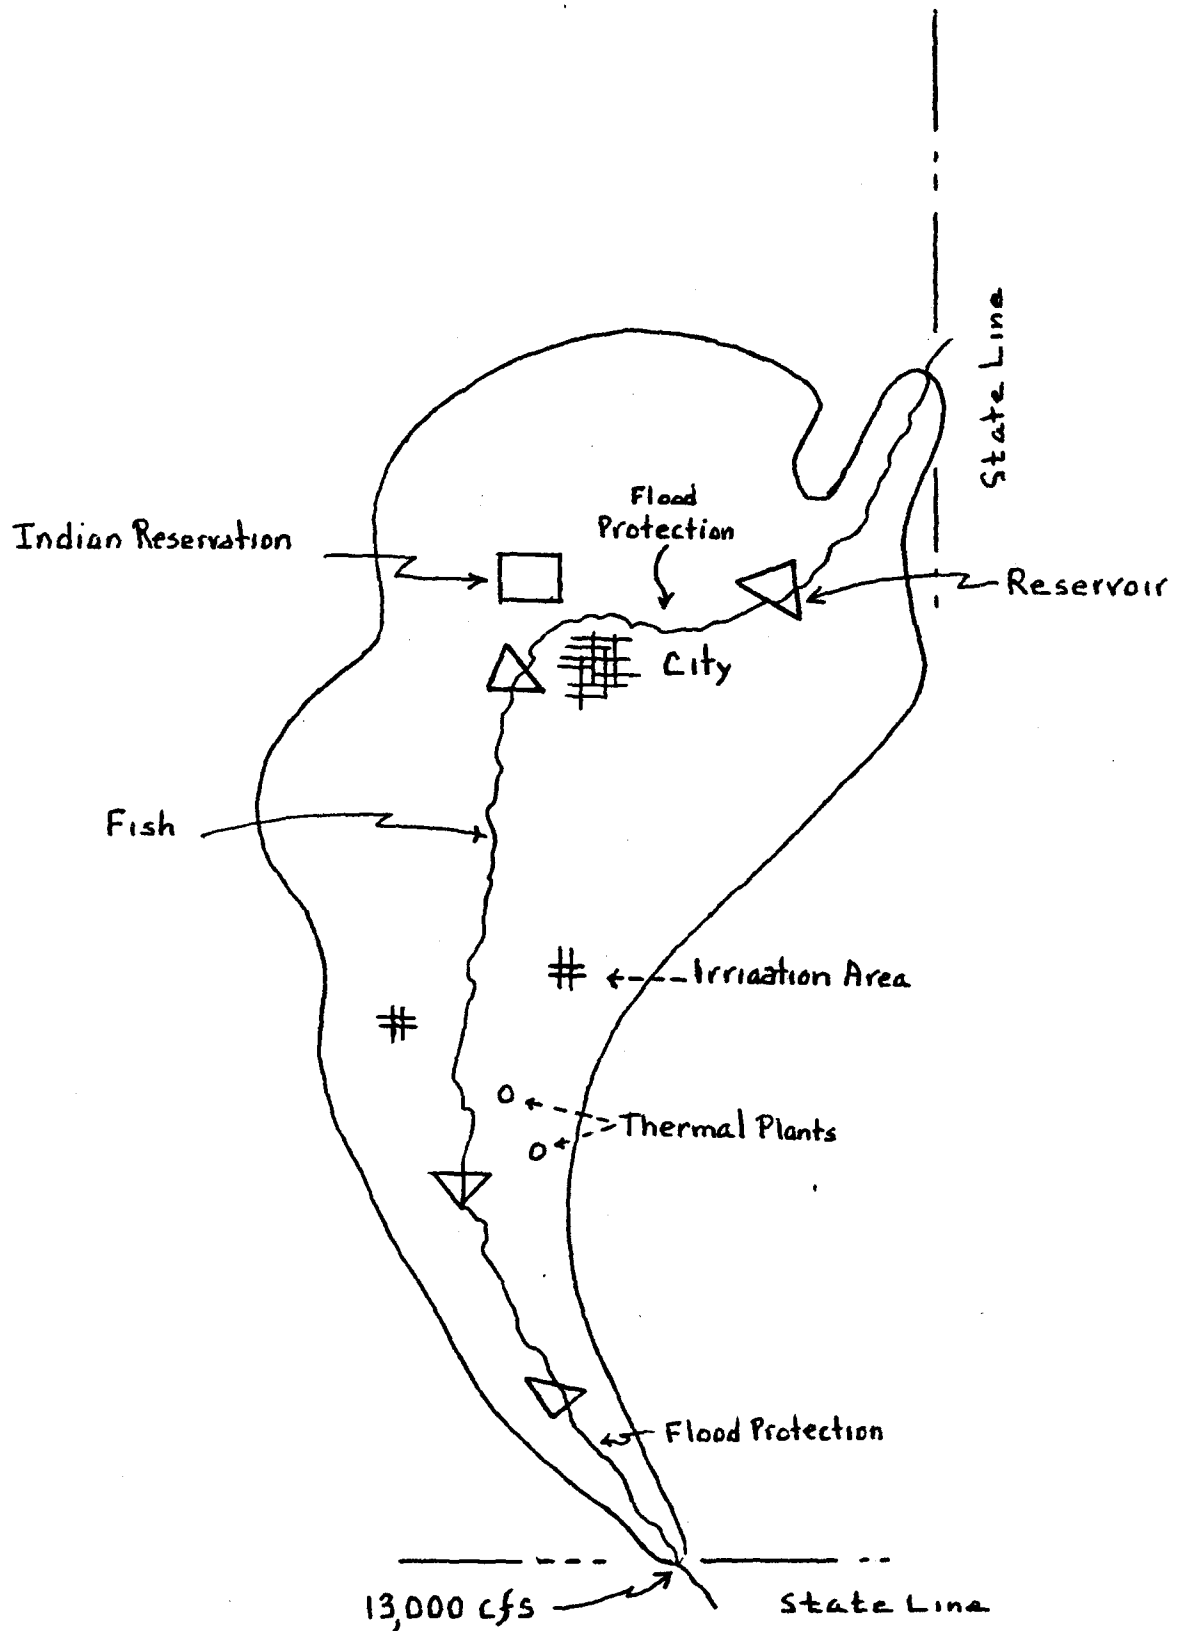 State Line
Flood
Protection
Indian Reservation
Reservoir
City
Fish
Irrigation Area
Thermal Plants
Flood Protection
13,000 cfs
State Line